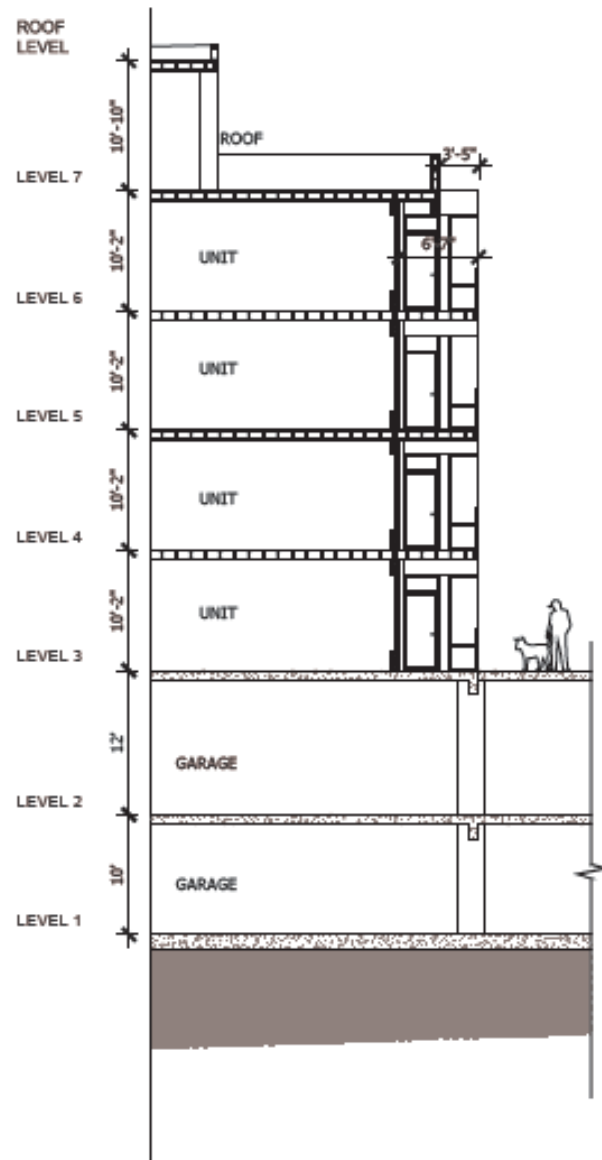 ROOF
LEVEL
10'-10"
ROOF
3'-5"
LEVEL 7
10'-2"
UNIT
6'-7"
LEVEL 6
10'-2"
UNIT
LEVEL 5
10'-2"
UNIT
LEVEL 4
10'-2"
UNIT
LEVEL 3
12'
GARAGE
LEVEL 2
10'
GARAGE
LEVEL 1